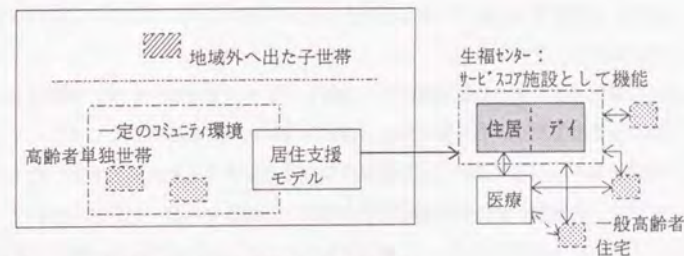 地域外へ出た子世帯
一定のｺﾐｭﾆﾃｨ環境
高齢者単独世帯
居住支援
モデル
生福ｾﾝﾀｰ：
ｻｰﾋﾞｽｺｱ施設として機能
住居
ﾃﾞｲ
医療
一般高齢者
住宅